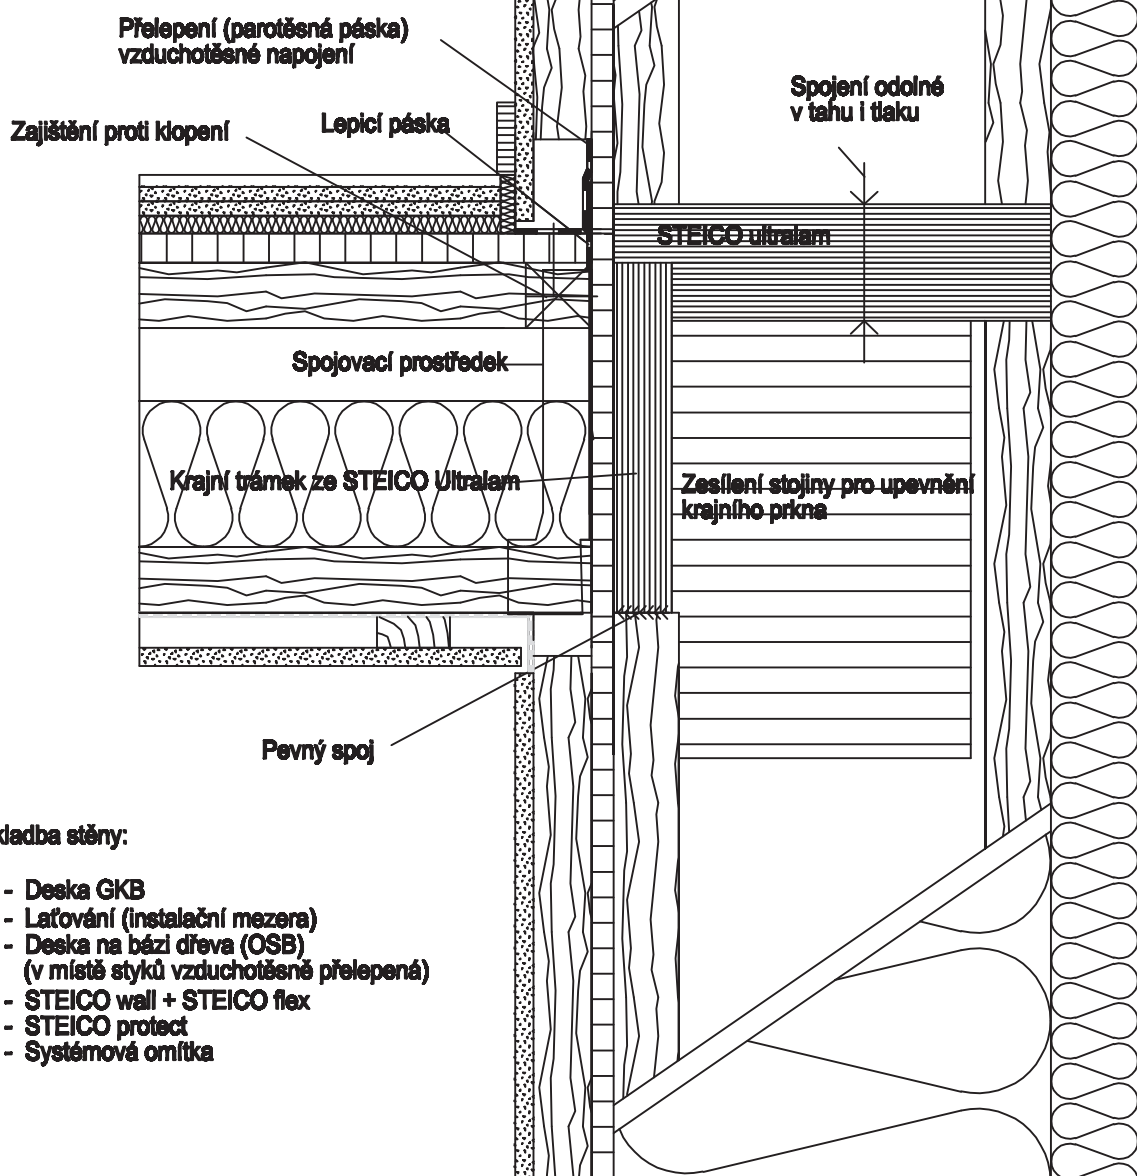 Přelepení (parotěsná páska)
vzduchotěsné napojení
Spojení odolné
v tahu i tlaku
Zajištění proti klopení
Lepicí páska
STEICO ultralam
Spojovací prostředek
Krajní trámek ze STEICO Ultralam
Zesílení stojiny pro upevnění
krajního prkna
Pevný spoj
kladba stěny:
- Deska GKB
- Laťování (instalační mezera)
- Deska na bázi dřeva (OSB)
(v místě styků vzduchotěsně přelepená)
- STEICO wall + STEICO flex
- STEICO protect
- Systémová omítka